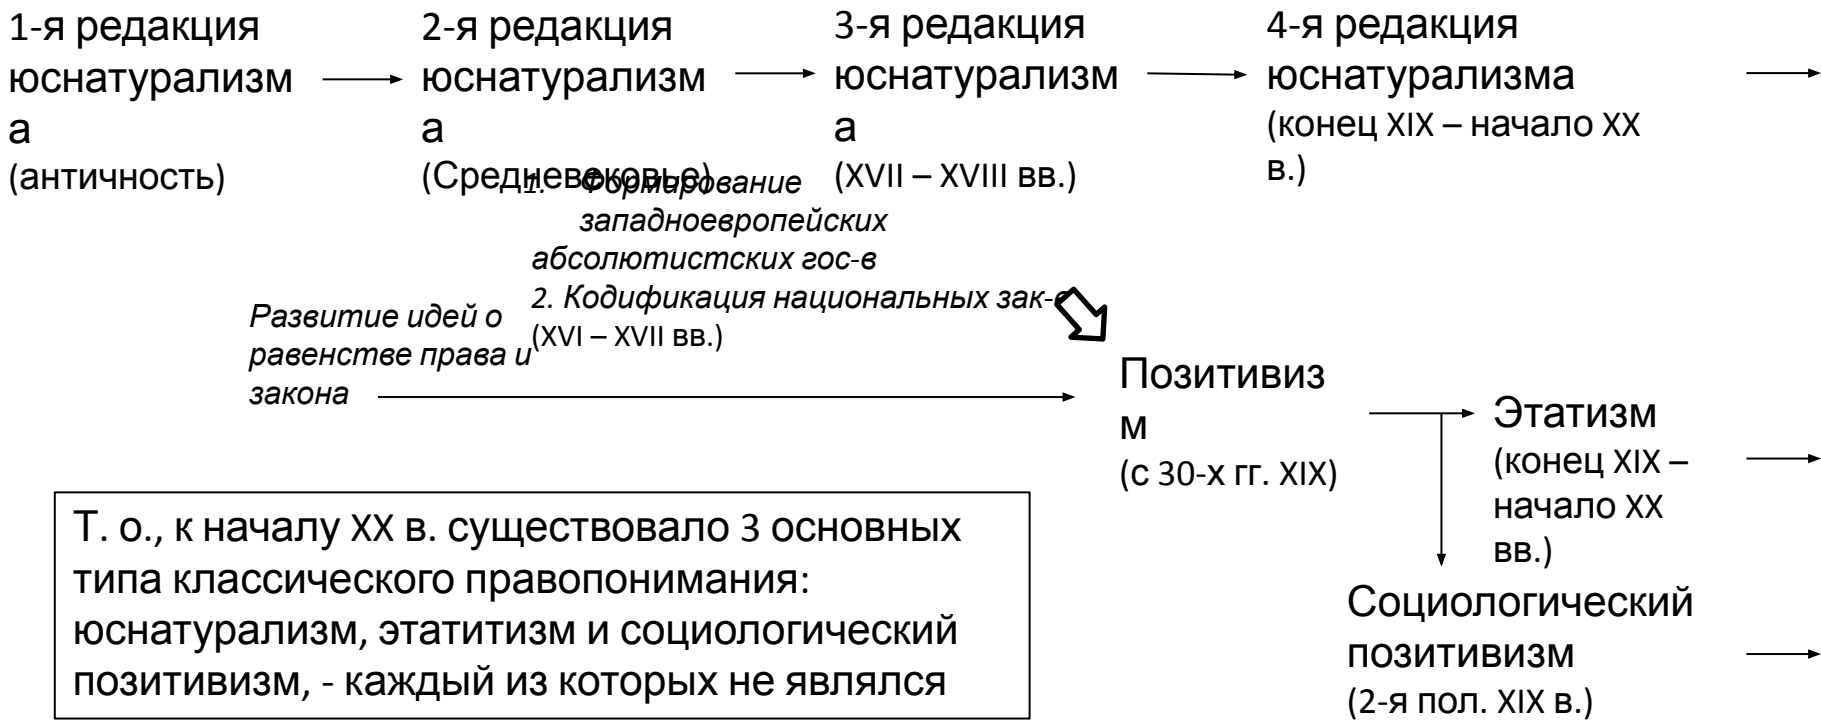 1-я редакция
юснатурализм
а
(античность)
2-я редакция
юснатурализм
а
(Средневековье)
3-я редакция
юснатурализм
а
(XVII – XVIII вв.)
4-я редакция
юснатурализма
(конец XIX – начало XX
в.)
1. Формирование
западноевропейских
абсолютистских гос-в
2. Кодификация национальных зак-в
(XVI – XVII вв.)
Развитие идей о
равенстве права и
закона
Позитивиз
м
(с 30-х гг. XIX)
Этатизм
(конец XIX –
начало XX
вв.)
Социологический
позитивизм
(2-я пол. XIX в.)
Т. о., к началу XX в. существовало 3 основных
типа классического правопонимания:
юснатурализм, этатитизм и социологический
позитивизм, - каждый из которых не являлся